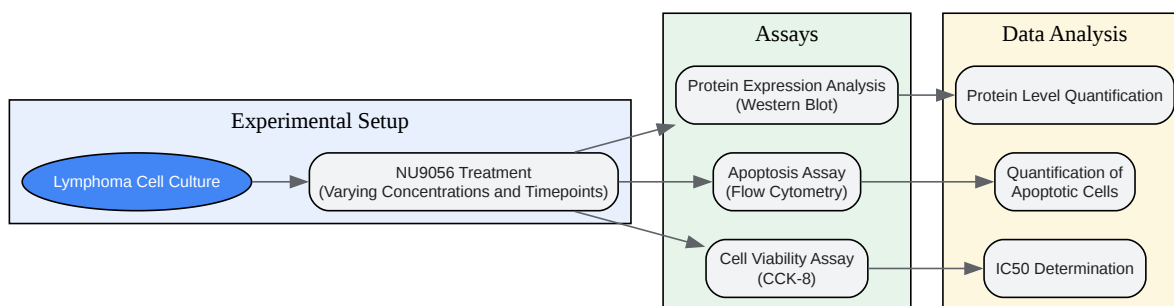 Experimental Setup
Lymphoma Cell Culture
NU9056 Treatment
(Varying Concentrations and Timepoints)
Assays
Protein Expression Analysis
(Western Blot)
Apoptosis Assay
(Flow Cytometry)
Cell Viability Assay
(CCK-8)
Data Analysis
Protein Level Quantification
Quantification of
Apoptotic Cells
IC50 Determination